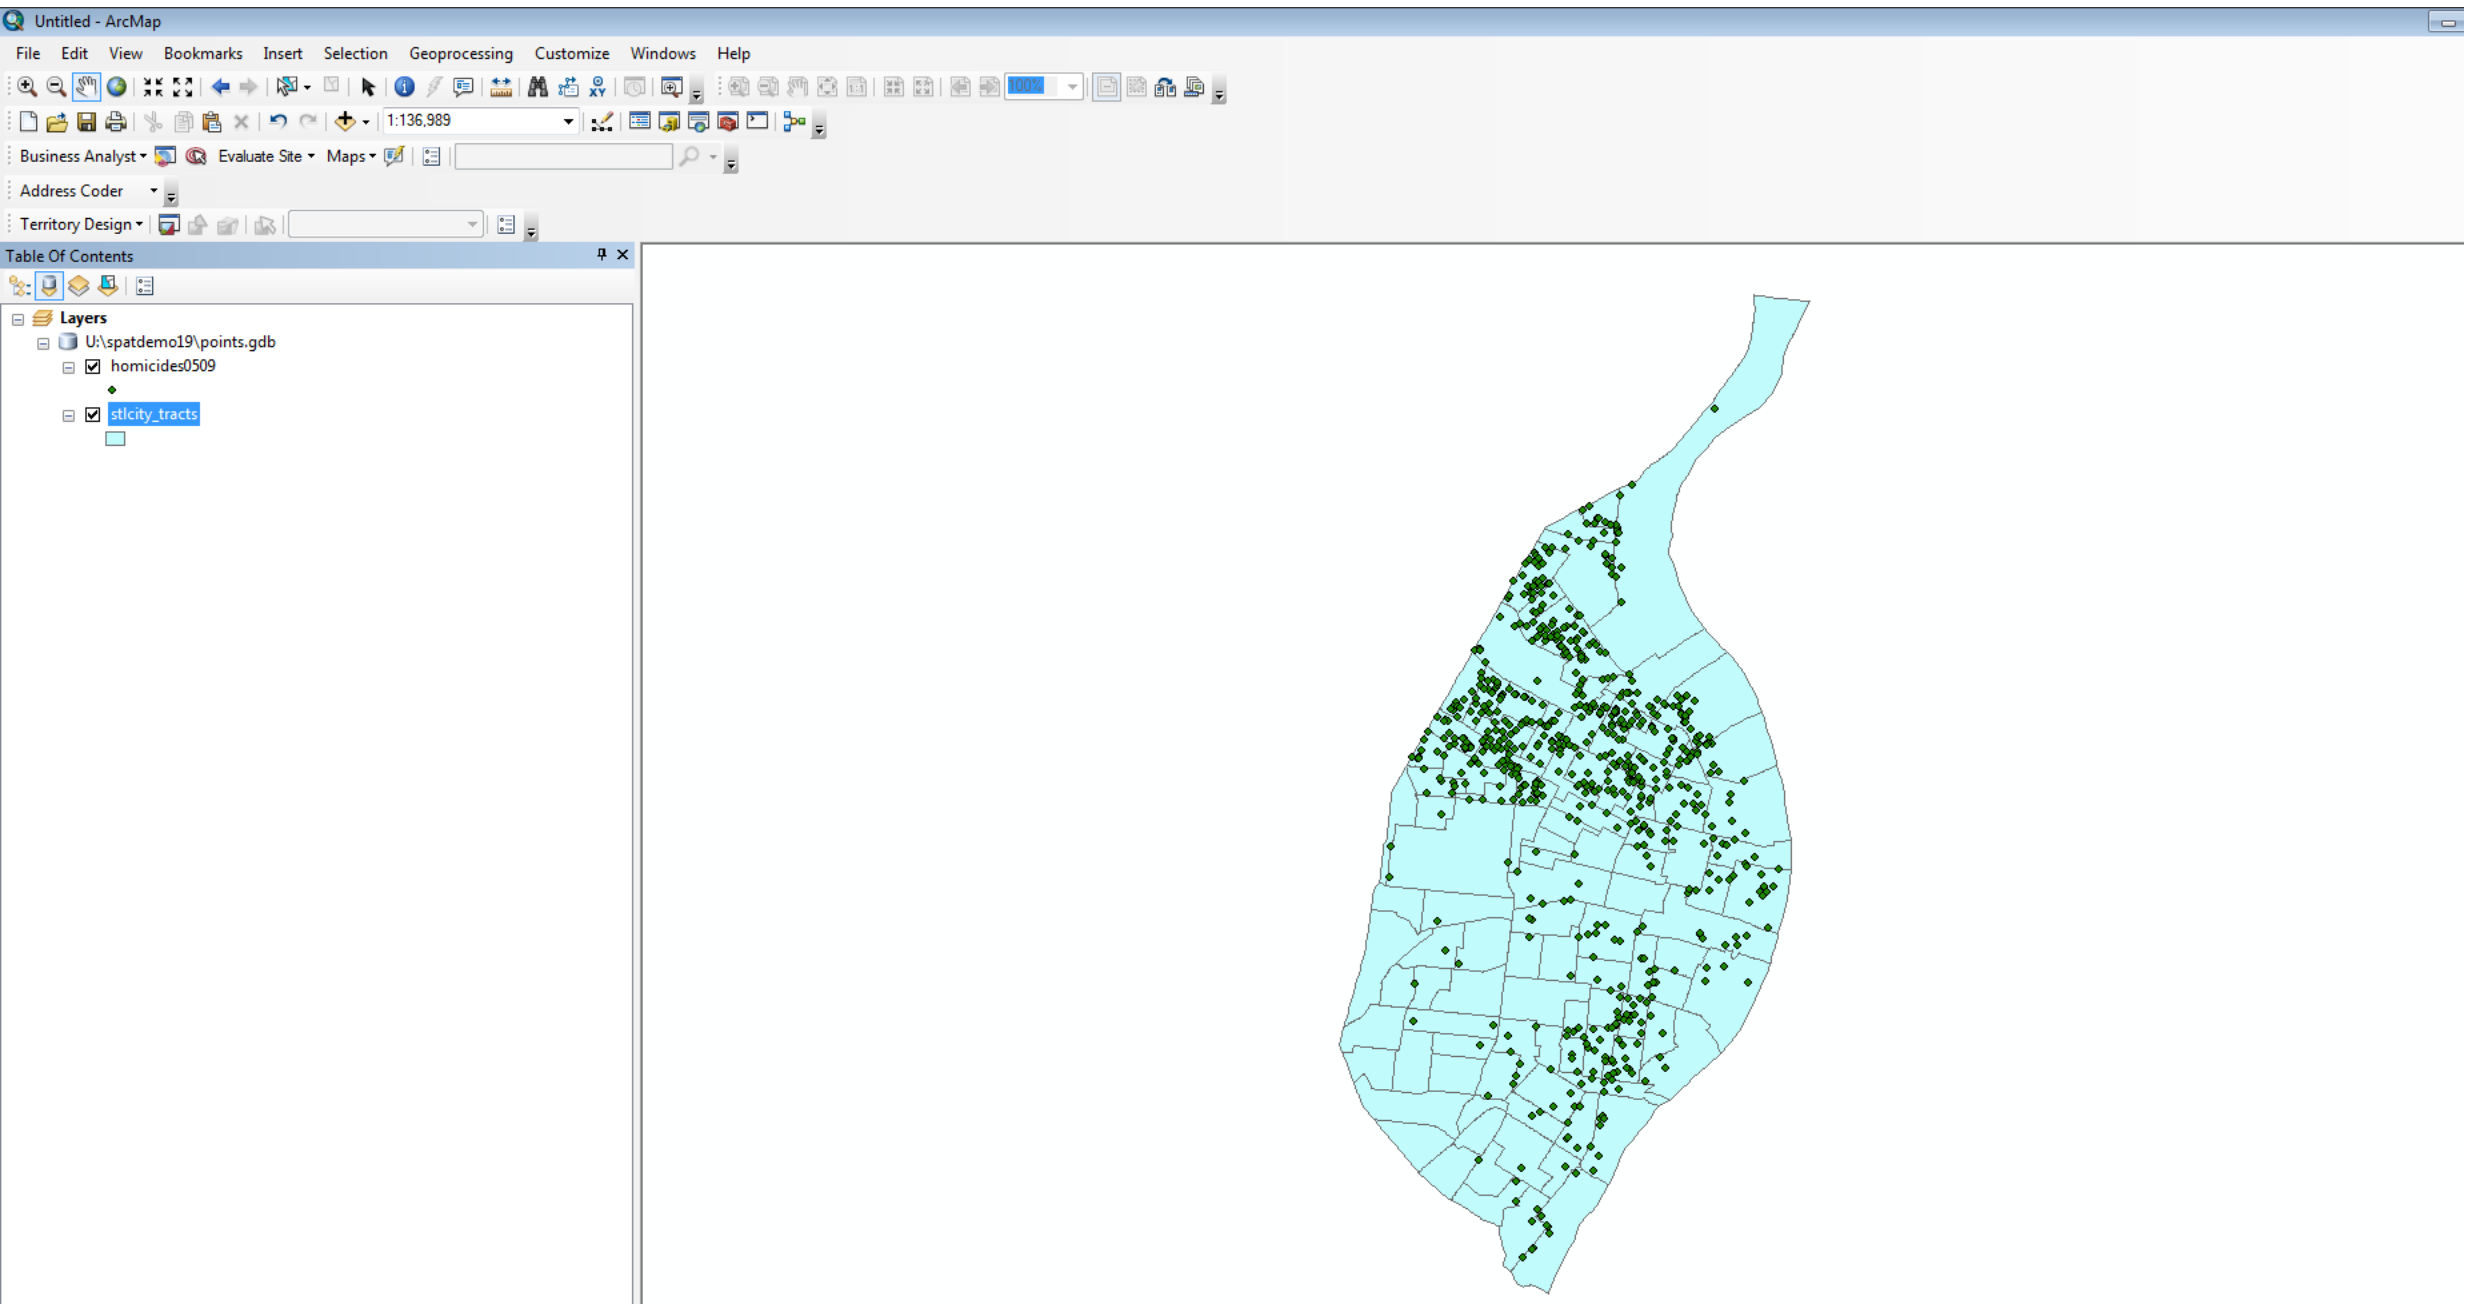 Untitled - ArcMap
File Edit View Bookmarks Insert Selection Geoprocessing Customize Windows Help
100%
1:136,989
Business Analyst Evaluate Site Maps
Address Coder
Territory Design
Table Of Contents
Layers
U:\spatdemo19\points.gdb
homicides0509
stlcity_tracts